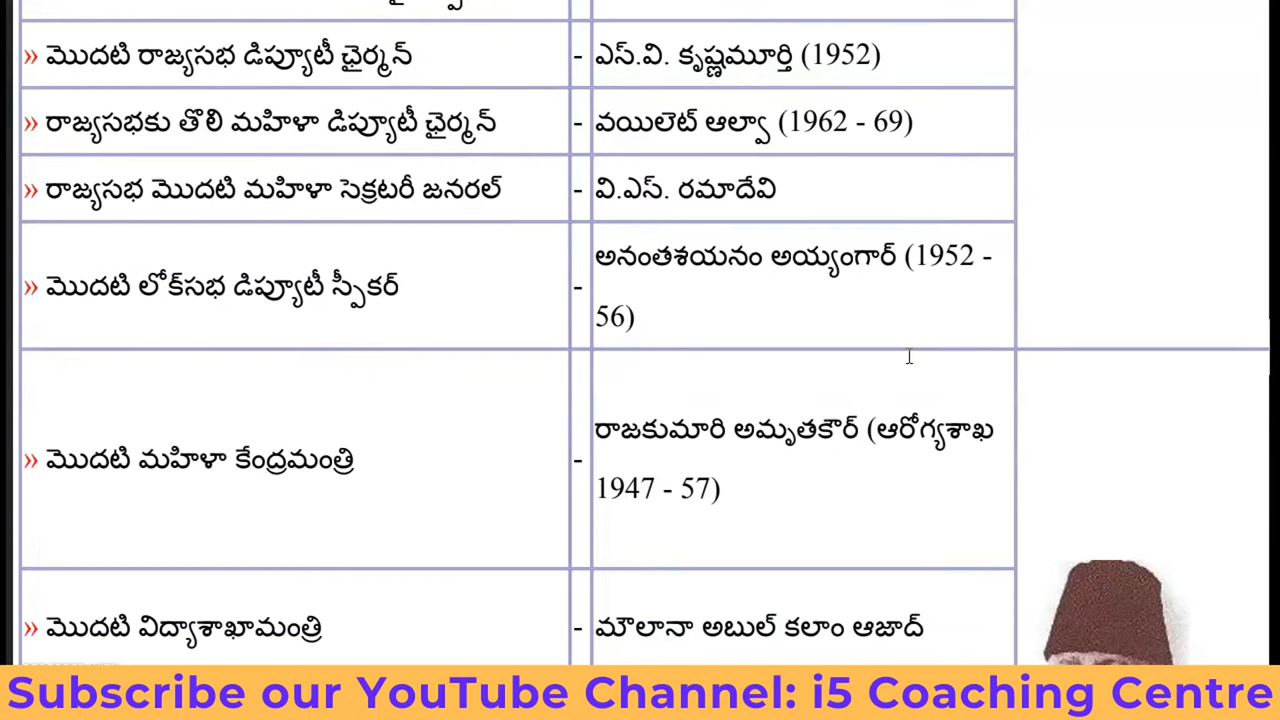 » మొదటి రాజ్యసభ డిప్యూటీ ఛైర్మన్ - ఎస్.వి. కృష్ణమూర్తి (1952)
» రాజ్యసభకు తొలి మహిళా డిప్యూటీ ఛైర్మన్ - వయిలెట్ ఆల్వా (1962 - 69)
» రాజ్యసభ మొదటి మహిళా సెక్రటరీ జనరల్ - వి.ఎస్. రమాదేవి
» మొదటి లోక్‌సభ డిప్యూటీ స్పీకర్ - అనంతశయనం అయ్యంగార్ (1952 -
56)
» మొదటి మహిళా కేంద్రమంత్రి - రాజకుమారి అమృతకౌర్ (ఆరోగ్యశాఖ
1947 - 57)
» మొదటి విద్యాశాఖామంత్రి - మౌలానా అబుల్ కలాం ఆజాద్
Subscribe our YouTube Channel: i5 Coaching Centre